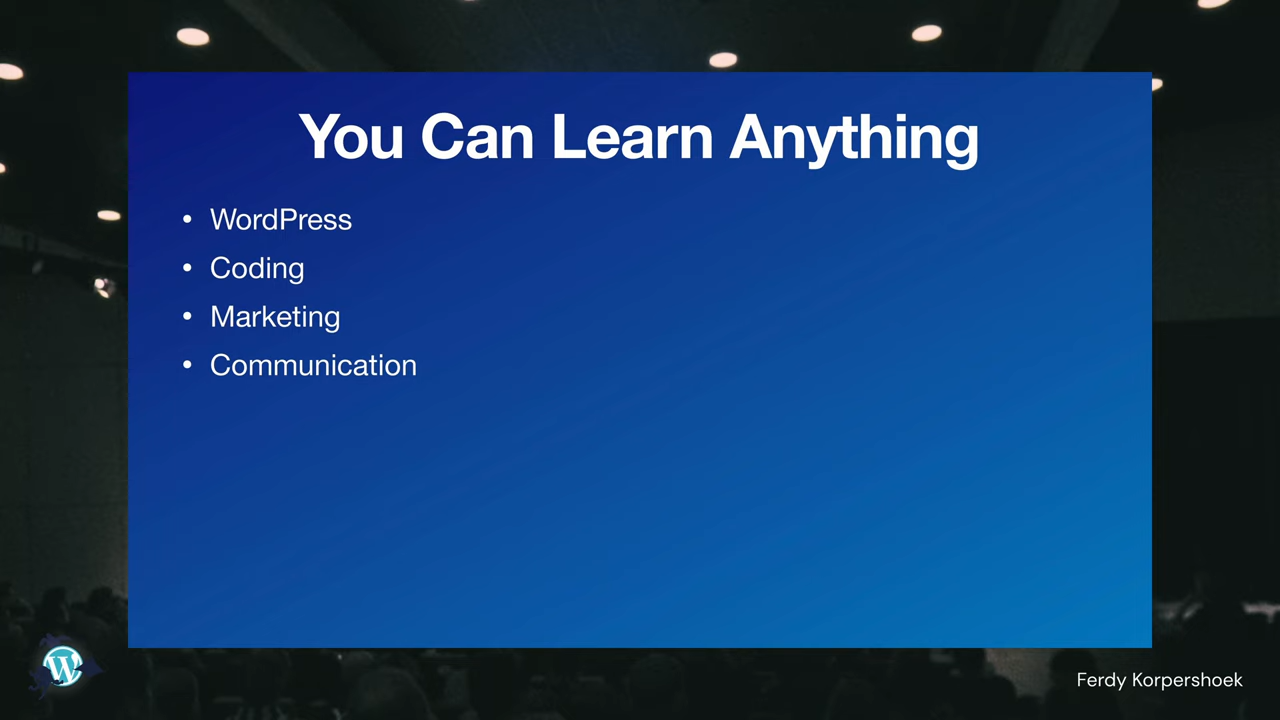 You Can Learn Anything
• WordPress
• Coding
• Marketing
• Communication
W
Ferdy Korpershoek